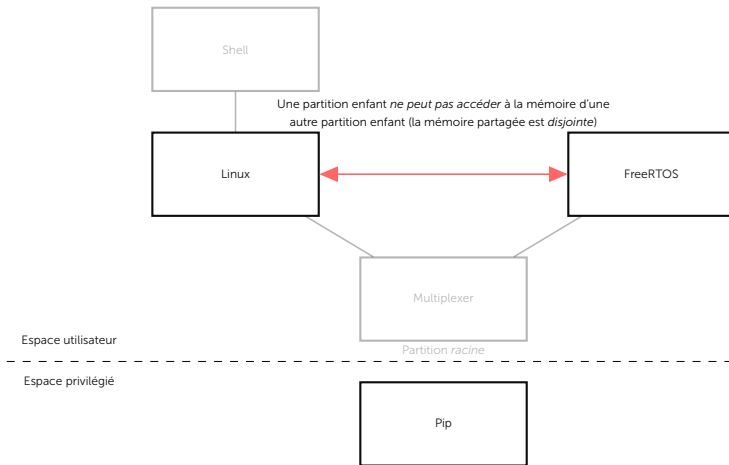 Shell
Une partition enfant ne peut pas accéder à la mémoire d'une
autre partition enfant (la mémoire partagée est disjointe)
Linux
FreeRTOS
Multiplexer
Espace utilisateur
Partition racine
Espace privilégié
Pip